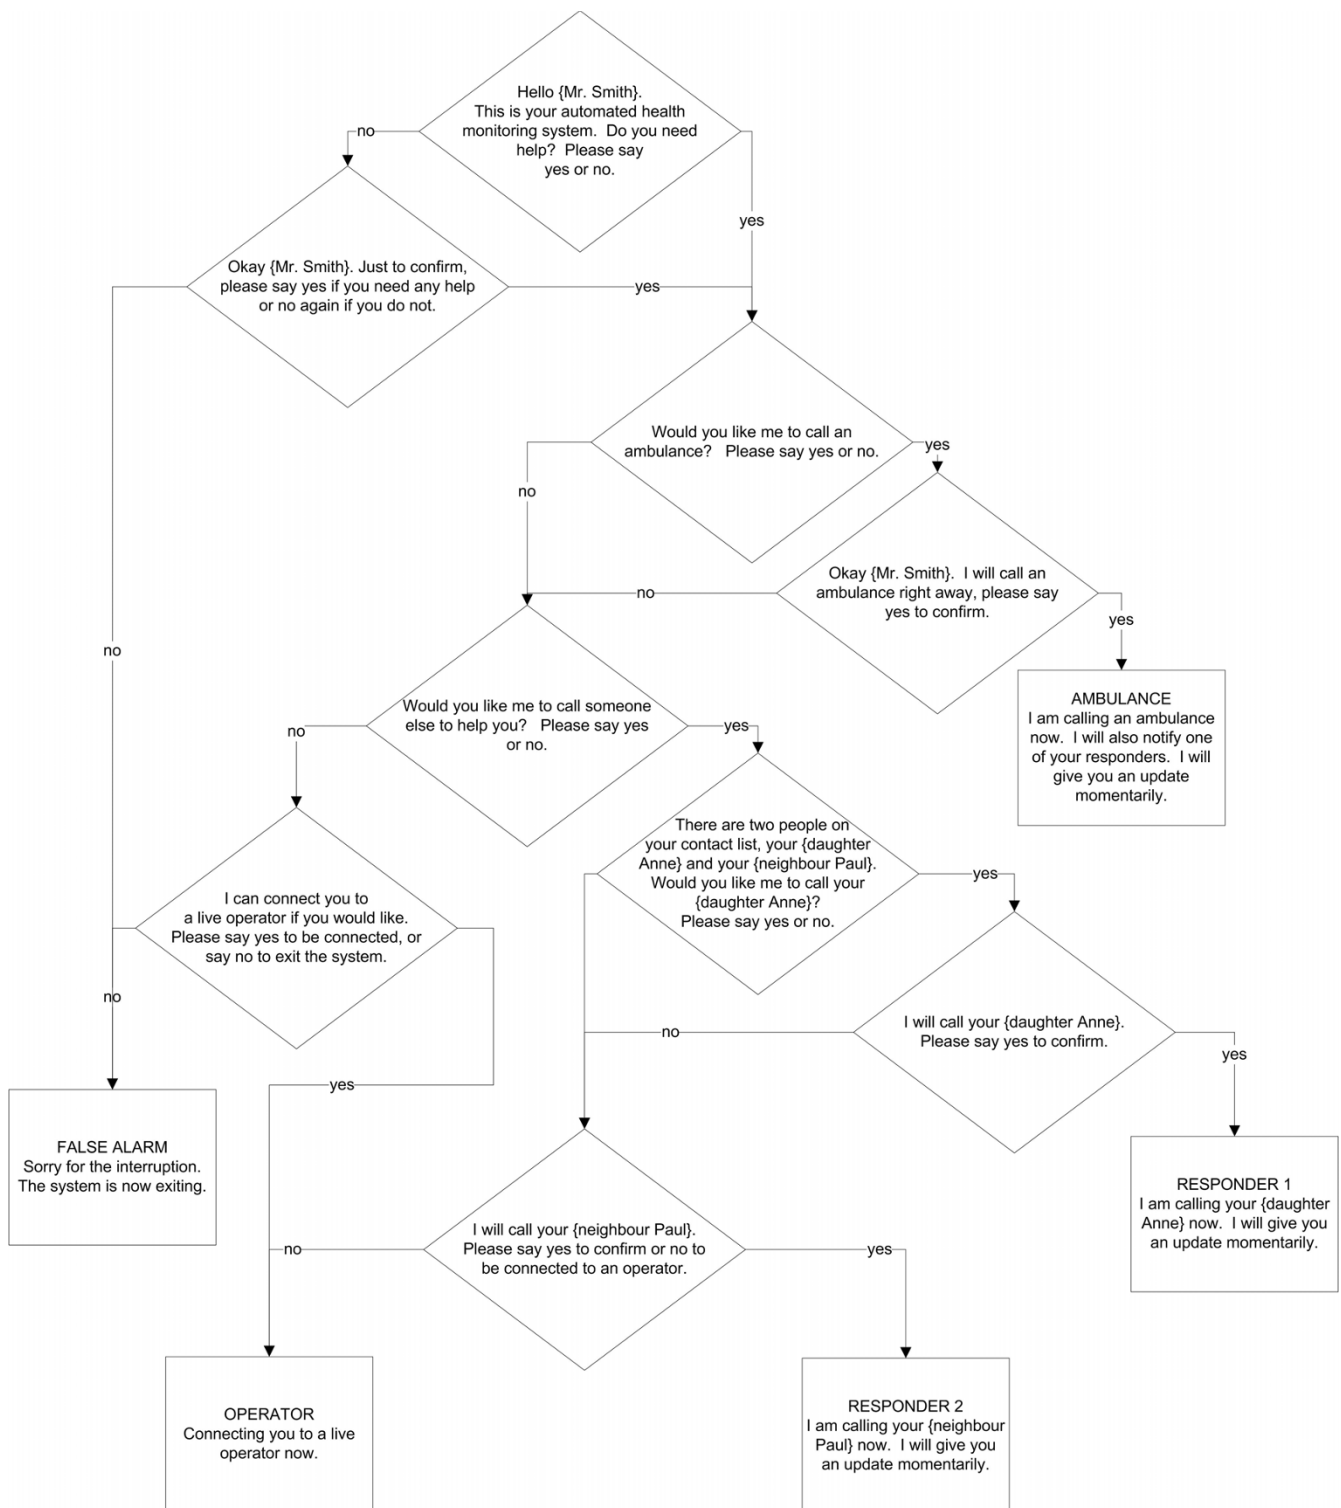 Hello {Mr. Smith}.
This is your automated health
monitoring system.  Do you need
help?  Please say
yes or no.
no
yes
Okay {Mr. Smith}. Just to confirm,
please say yes if you need any help
or no again if you do not.
yes
no
Would you like me to call an
ambulance?   Please say yes or no.
yes
no
Okay {Mr. Smith}.  I will call an
ambulance right away, please say
yes to confirm.
no
yes
AMBULANCE
I am calling an ambulance
now.  I will also notify one
of your responders.  I will
give you an update
momentarily.
Would you like me to call someone
else to help you?   Please say yes
or no.
no
yes
There are two people on
your contact list, your {daughter
Anne} and your {neighbour Paul}.
Would you like me to call your
{daughter Anne}?
Please say yes or no.
yes
I can connect you to
a live operator if you would like.
Please say yes to be connected, or
say no to exit the system.
no
yes
I will call your {daughter Anne}.
Please say yes to confirm.
no
yes
FALSE ALARM
Sorry for the interruption.
The system is now exiting.
I will call your {neighbour Paul}.
Please say yes to confirm or no to
be connected to an operator.
no
yes
RESPONDER 1
I am calling your {daughter
Anne} now.  I will give you
an update momentarily.
OPERATOR
Connecting you to a live
operator now.
RESPONDER 2
I am calling your {neighbour
Paul} now.  I will give you
an update momentarily.